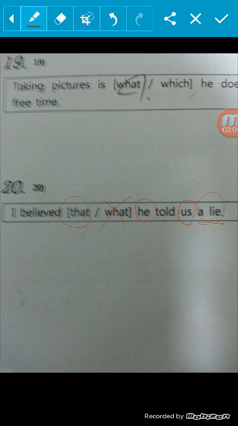 19. 19)
Taking pictures is [what / which] he doe
free time.
03:0
20. 20)
I believed [that / what] he told us a lie.
Recorded by Mobizen